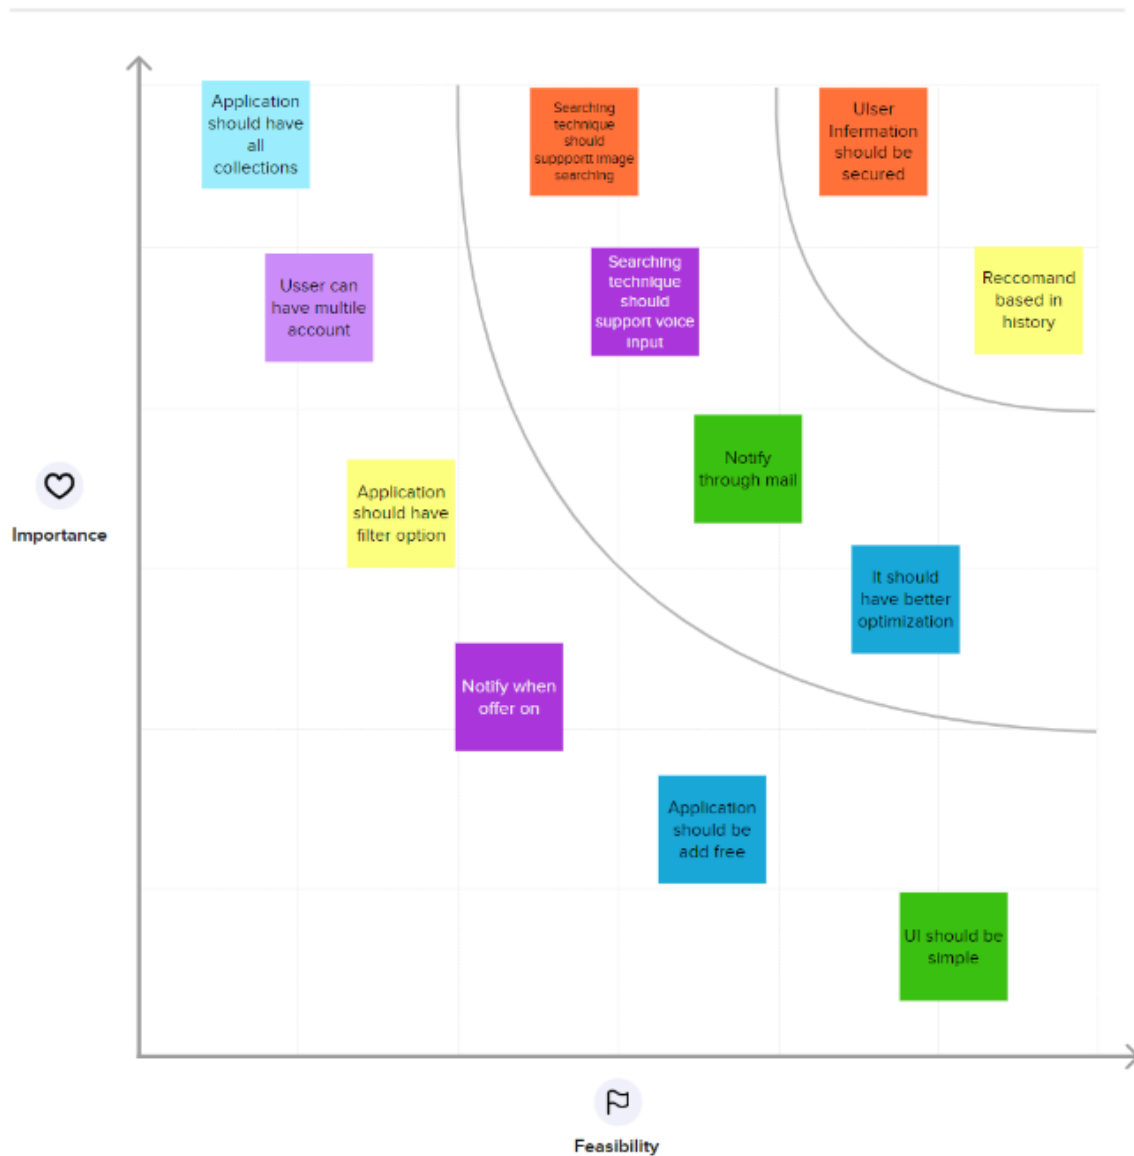 Application
should have
all
collections
Searching
technique
should
suppportt image
searching
UIser
Infermation
should be
secured
Usser can
have multile
account
Searching
technique
should
support voice
input
Reccomand
based in
history
Application
should have
filter option
Notify
through mail
Importance
It should
have better
optimization
Notify when
offer on
Application
should be
add free
UI should be
simple
Feasibility